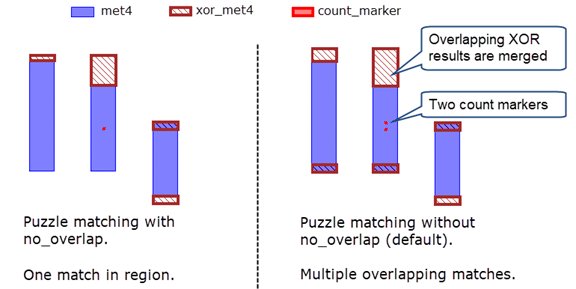 met4
xor_met4
count_marker
Overlapping XOR
results are merged
Two count markers
Puzzle matching with
no_overlap.
One match in region.
Puzzle matching without
no_overlap (default).
Multiple overlapping matches.